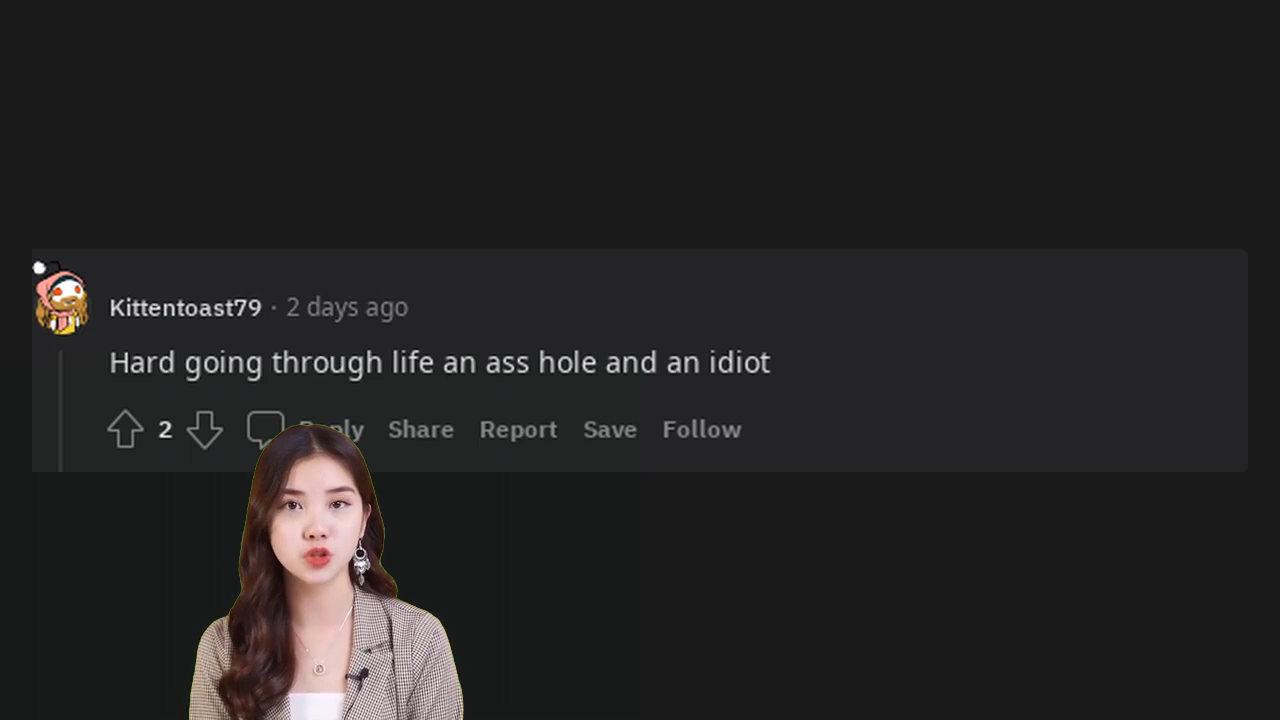 Kittentoast79 · 2 days ago
Hard going through life an ass hole and an idiot
2 Reply Share Report Save Follow